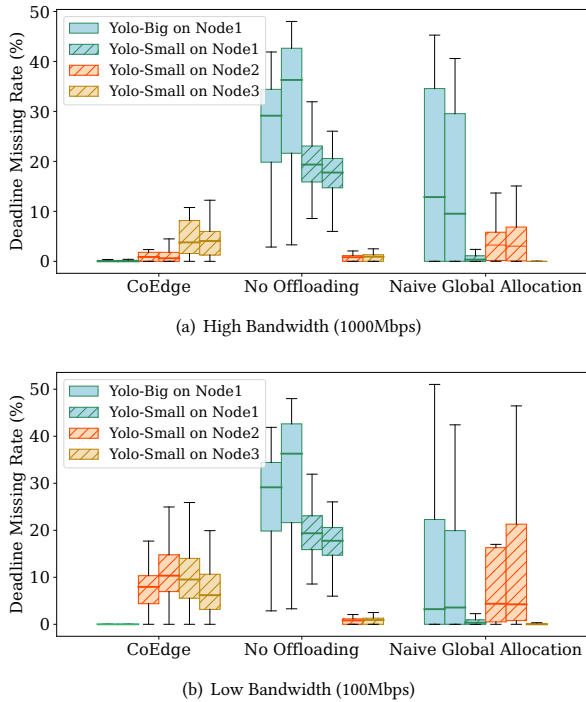 Deadline Missing Rate (%)
50
40
30
20
10
0
Yolo-Big on Node1
Yolo-Small on Node1
Yolo-Small on Node2
Yolo-Small on Node3
CoEdge
No Offloading
Naive Global Allocation
(a) High Bandwidth (1000Mbps)
Deadline Missing Rate (%)
50
40
30
20
10
0
Yolo-Big on Node1
Yolo-Small on Node1
Yolo-Small on Node2
Yolo-Small on Node3
CoEdge
No Offloading
Naive Global Allocation
(b) Low Bandwidth (100Mbps)